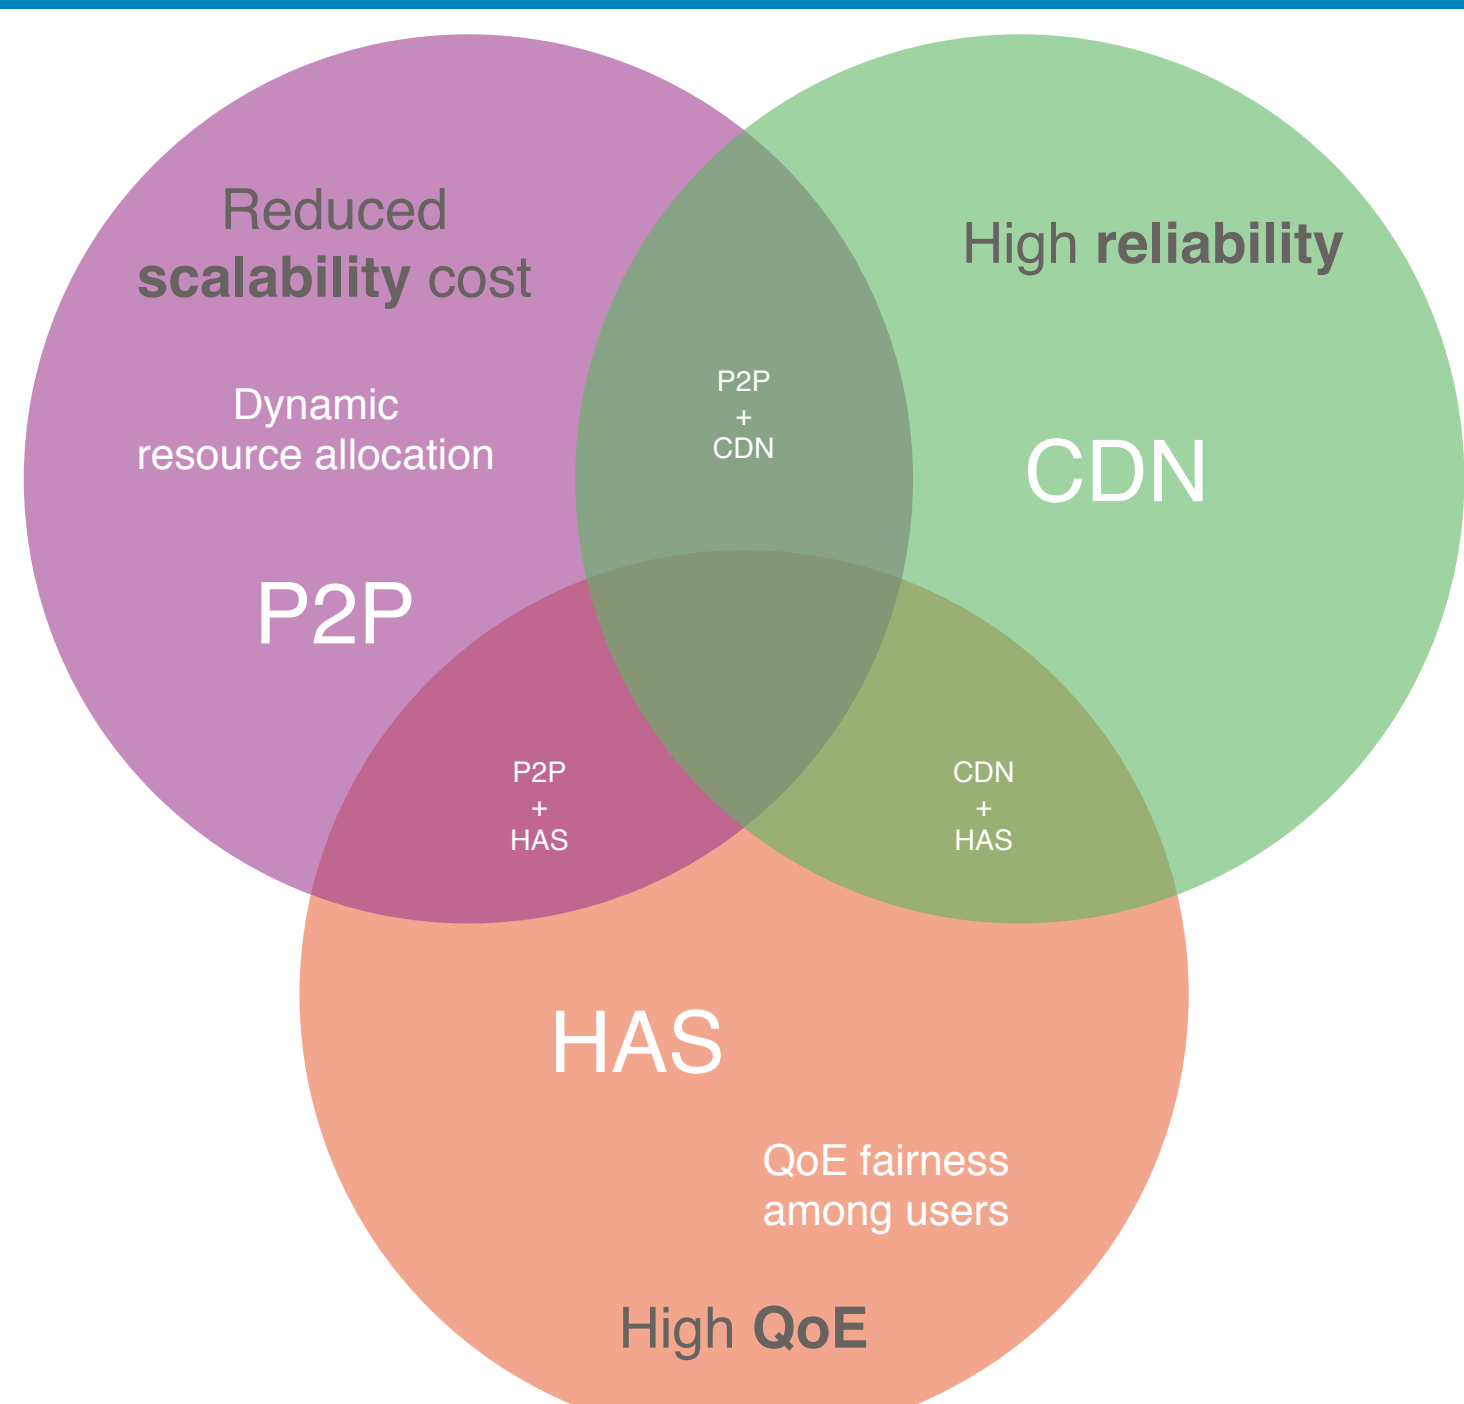 Reduced
scalability cost
High reliability
Dynamic
resource allocation
P2P
+
CDN
CDN
P2P
P2P
+
HAS
CDN
+
HAS
HAS
QoE fairness
among users
High QoE